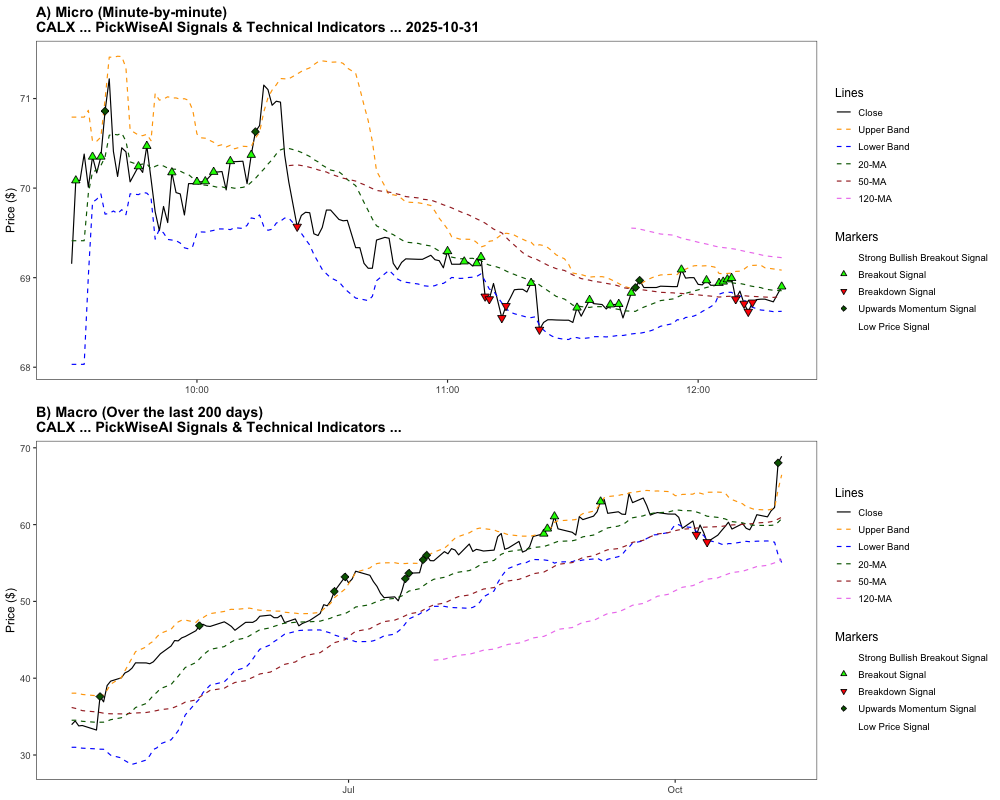 A) Micro (Minute-by-minute)
CALX ... PickWiseAI Signals & Technical Indicators ... 2025-10-31
Price ($)
71
70
69
68
10:00
11:00
12:00
Lines
Close
Upper Band
Lower Band
20-MA
50-MA
120-MA
Markers
Strong Bullish Breakout Signal
Breakout Signal
Breakdown Signal
Upwards Momentum Signal
Low Price Signal
B) Macro (Over the last 200 days)
CALX ... PickWiseAI Signals & Technical Indicators ...
Price ($)
70
60
50
40
30
Jul
Oct
Lines
Close
Upper Band
Lower Band
20-MA
50-MA
120-MA
Markers
Strong Bullish Breakout Signal
Breakout Signal
Breakdown Signal
Upwards Momentum Signal
Low Price Signal